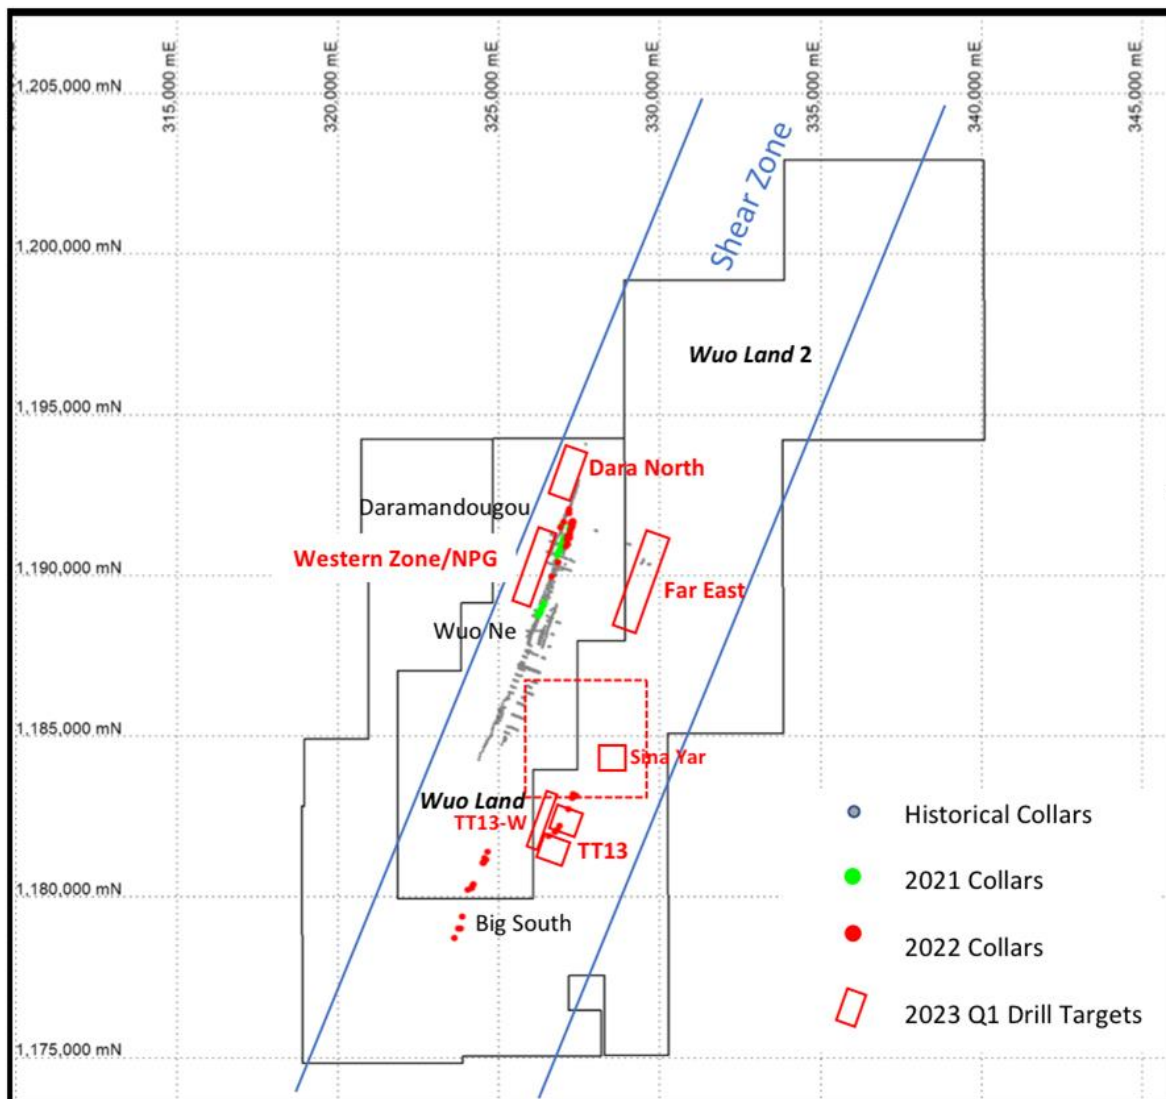 315,000 mE
320,000 mE
325,000 mE
330,000 mE
335,000 mE
340,000 mE
345,000 mE
1,205,000 mN
Shear Zone
1,200,000 mN
Wuo Land 2
1,195,000 mN
Dara North
Daramandougou
Western Zone/NPG
1,190,000 mN
Far East
Wuo Ne
1,185,000 mN
Sina Yar
Wuo Land
TT13-W
TT13
1,180,000 mN
Big South
1,175,000 mN
Historical Collars
2021 Collars
2022 Collars
2023 Q1 Drill Targets